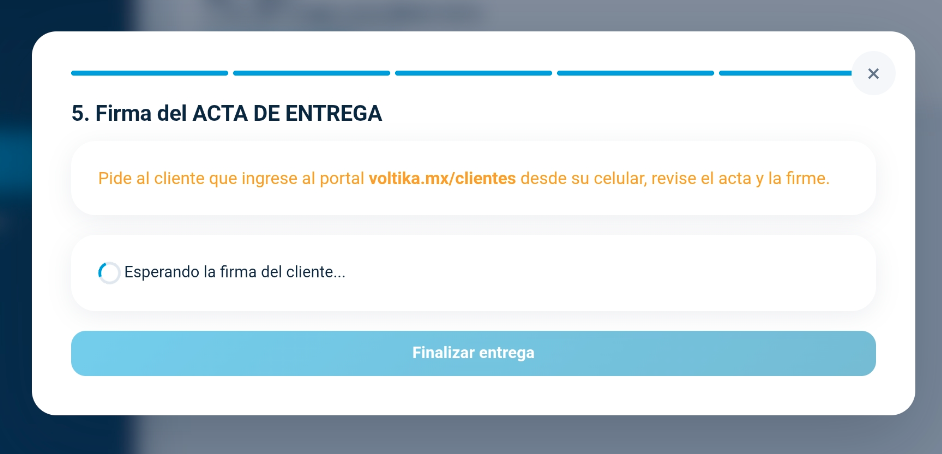 5. Firma del ACTA DE ENTREGA
Pide al cliente que ingrese al portal voltika.mx/clientes desde su celular, revise el acta y la firme.
Esperando la firma del cliente...
Finalizar entrega